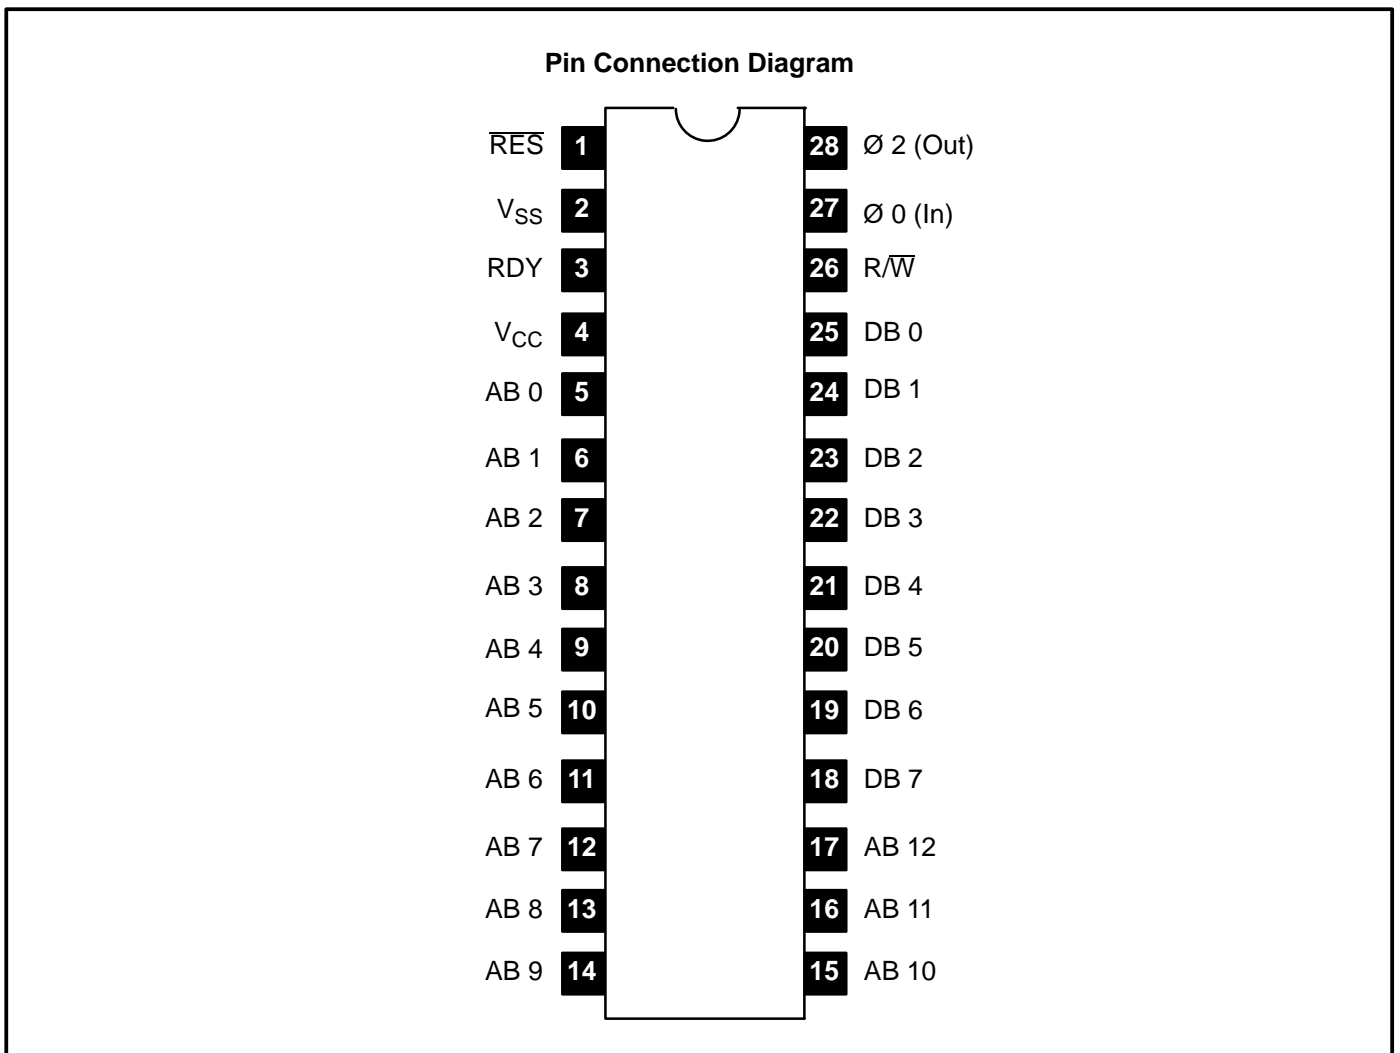 Pin Connection Diagram
R̅E̅S̅ 1 28 Ø 2 (Out)
VSS 2 27 Ø 0 (In)
RDY 3 26 R/W̅
VCC 4 25 DB 0
AB 0 5 24 DB 1
AB 1 6 23 DB 2
AB 2 7 22 DB 3
AB 3 8 21 DB 4
AB 4 9 20 DB 5
AB 5 10 19 DB 6
AB 6 11 18 DB 7
AB 7 12 17 AB 12
AB 8 13 16 AB 11
AB 9 14 15 AB 10